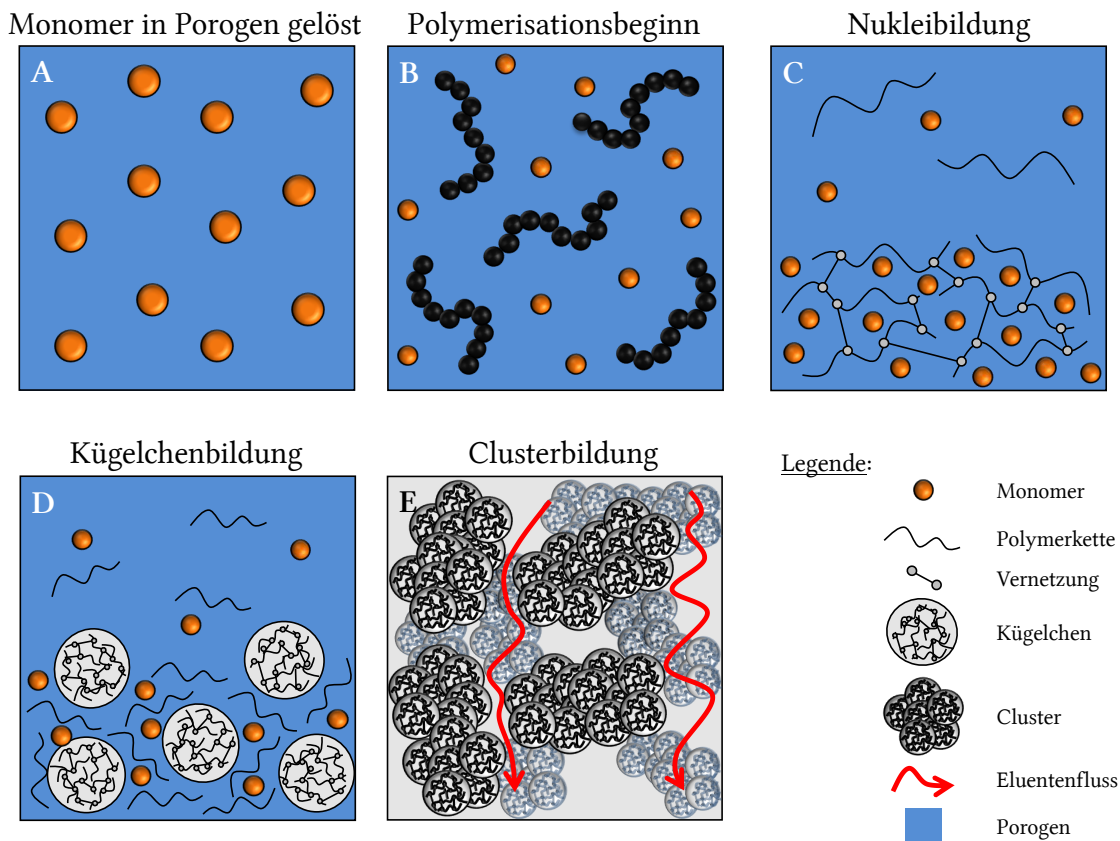 Monomer in Porogen gelöst
Polymerisationsbeginn
Nukleibildung
A
B
C
Kügelchenbildung
Clusterbildung
D
E
Legende:
Monomer
Polymerkette
Vernetzung
Kügelchen
Cluster
Eluentenfluss
Porogen